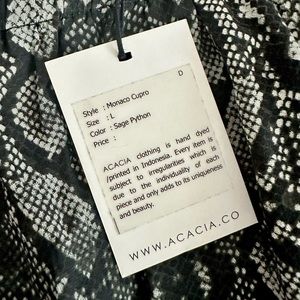 D
Style : Monaco Cupro
Size : L
Color : Sage Python
Price :
ACACIA clothing is hand dyed
/printed in Indonesia. Every item is
subject to irregularities which is
due to the individuality of each
piece and only adds to its uniqueness
and beauty.
WWW.ACACIA.CO